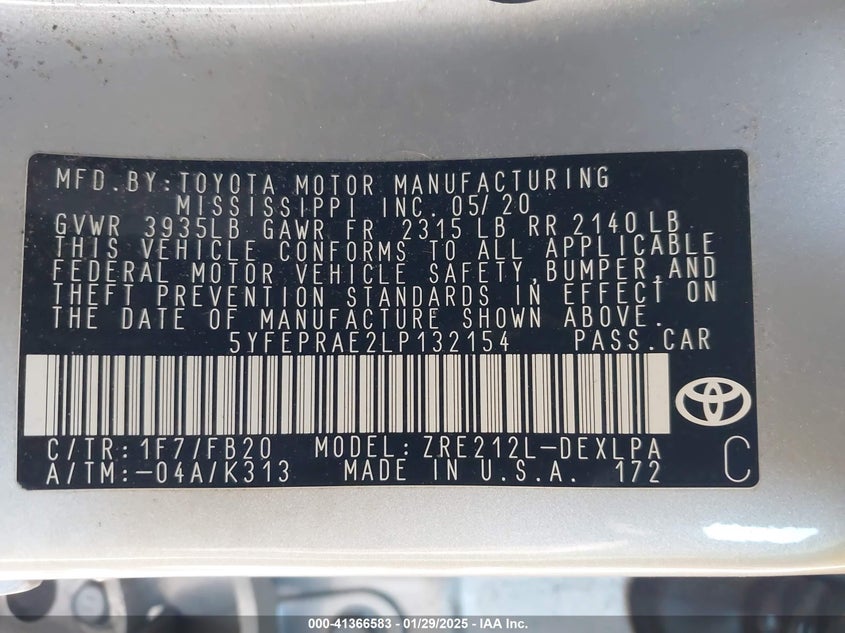 MFD.BY:TOYOTA MOTOR MANUFACTURING
MISSISSIPPI INC. 05/20
GVWR 3935LB GAWR FR 2315 LB RR 2140 LB.
THIS VEHICLE CONFORMS TO ALL APPLICABLE
FEDERAL MOTOR VEHICLE SAFETY,BUMPER,AND
THEFT PREVENTION STANDARDS IN EFFECT ON
THE DATE OF MANUFACTURE SHOWN ABOVE.
5YFEPRAE2LP132154 PASS.CAR
C/TR:1F7/FB20 MODEL:ZRE212L-DEXLPA
A/TM:-04A/K313 MADE IN U.S.A. 172
C
000-41366583 / 01/29/2025 - IAA Inc.